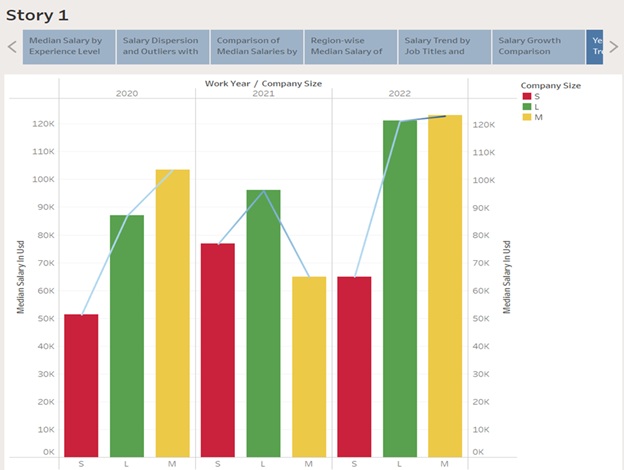 Story 1
Median Salary by
Experience Level
Salary Dispersion
and Outliers with
Comparison of
Median Salaries by
Region-wise
Median Salary of
Salary Trend by
Job Titles and
Salary Growth
Comparison
Ye
Tr
Work Year / Company Size
2020
2021
2022
Company Size
S
L
M
Median Salary In Usd
120K
110K
100K
90K
80K
70K
60K
50K
40K
30K
20K
10K
0K
120K
110K
100K
90K
80K
70K
60K
50K
40K
30K
20K
10K
0K
Median Salary In Usd
S L M S L M S L M